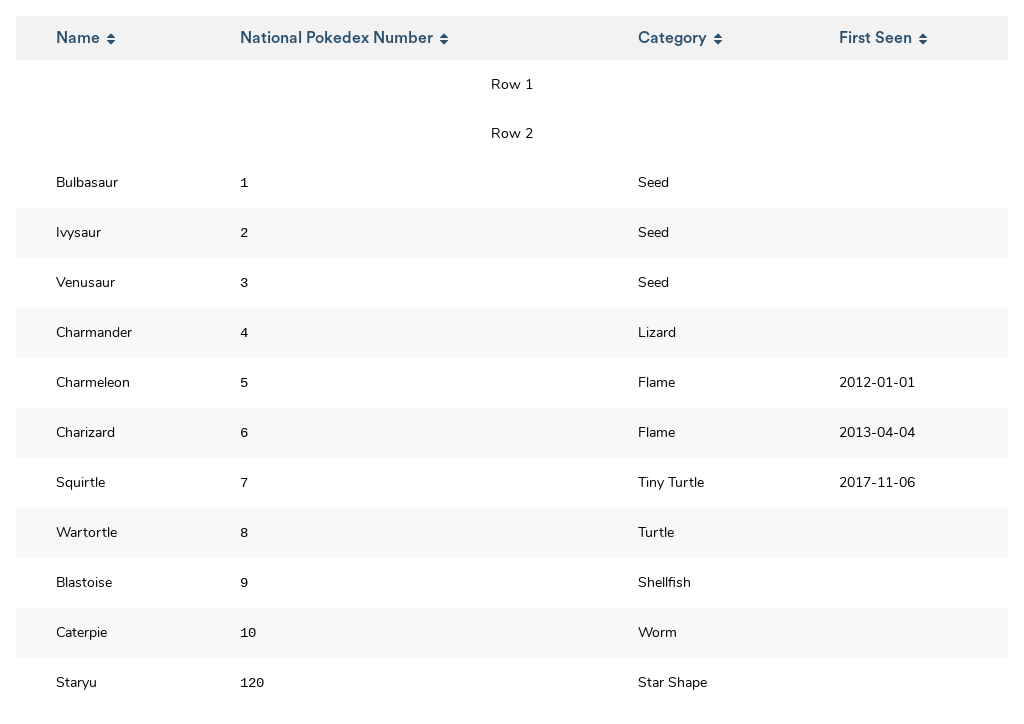 Name National Pokedex Number Category First Seen
Row 1
Row 2
Bulbasaur 1 Seed
Ivysaur 2 Seed
Venusaur 3 Seed
Charmander 4 Lizard
Charmeleon 5 Flame 2012-01-01
Charizard 6 Flame 2013-04-04
Squirtle 7 Tiny Turtle 2017-11-06
Wartortle 8 Turtle
Blastoise 9 Shellfish
Caterpie 10 Worm
Staryu 120 Star Shape